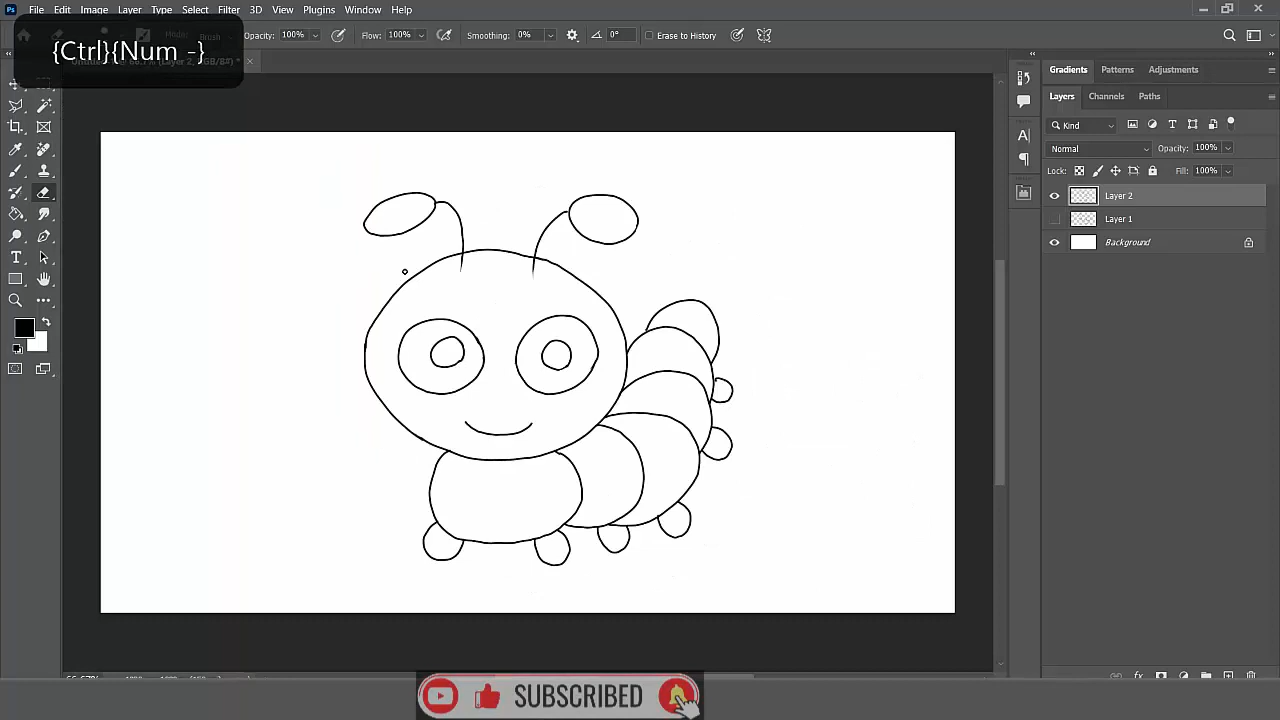 Ps File Edit Image Layer Type Select Filter 3D View Plugins Window Help
{Ctrl}{Num -}
Opacity: 100% Flow: 100% Smoothing: 0% 0° Erase to History
Gradients Patterns Adjustments
Layers Channels Paths
Kind
Normal Opacity: 100%
Lock: Fill: 100%
Layer 2
Layer 1
Background
SUBSCRIBED